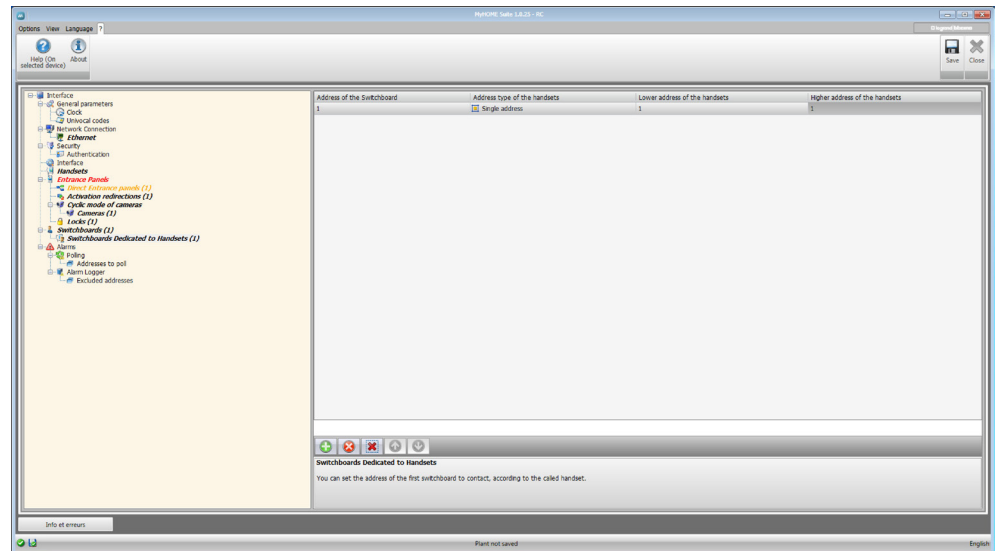 MyHOME Suite 1.0.23 - RC
Options View Language ?
Help (On selected device)
About
Save
Close
Interface
General parameters
Clock
Univocal codes
Network Connection
Ethernet
Security
Authentication
Interface
Handsets
Entrance Panels
Direct Entrance panels (1)
Activation redirections (1)
Cyclic mode of cameras
Cameras (1)
Locks (1)
Switchboards (1)
Switchboards Dedicated to Handsets (1)
Alarms
Polling
Addresses to poll
Alarm Logger
Excluded addresses
Address of the Switchboard Address type of the handsets Lower address of the handsets Higher address of the handsets
1 Single address 1 1
Switchboards Dedicated to Handsets
You can set the address of the first switchboard to contact, according to the called handset.
Info et erreurs
Plant not saved
English